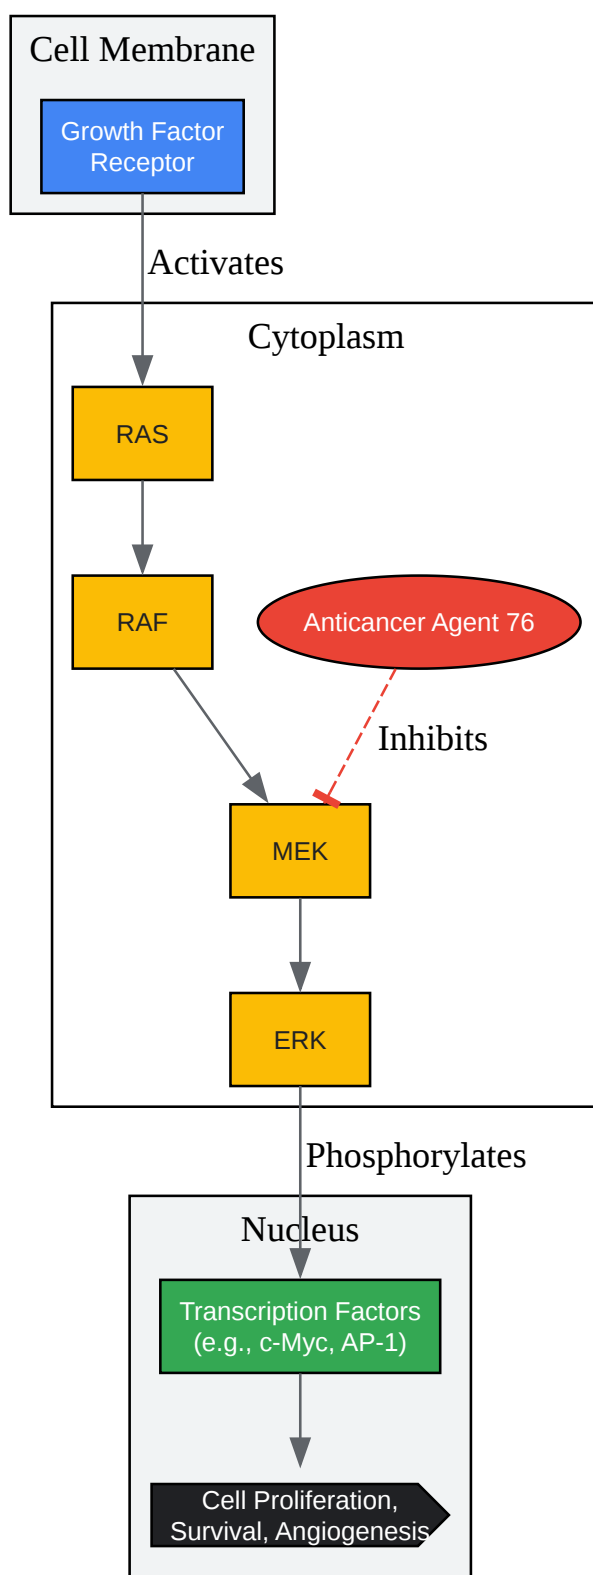 Cell Membrane
Growth Factor
Receptor
Activates
Cytoplasm
RAS
RAF
Anticancer Agent 76
Inhibits
MEK
ERK
Phosphorylates
Nucleus
Transcription Factors
(e.g., c-Myc, AP-1)
Cell Proliferation,
Survival, Angiogenesis